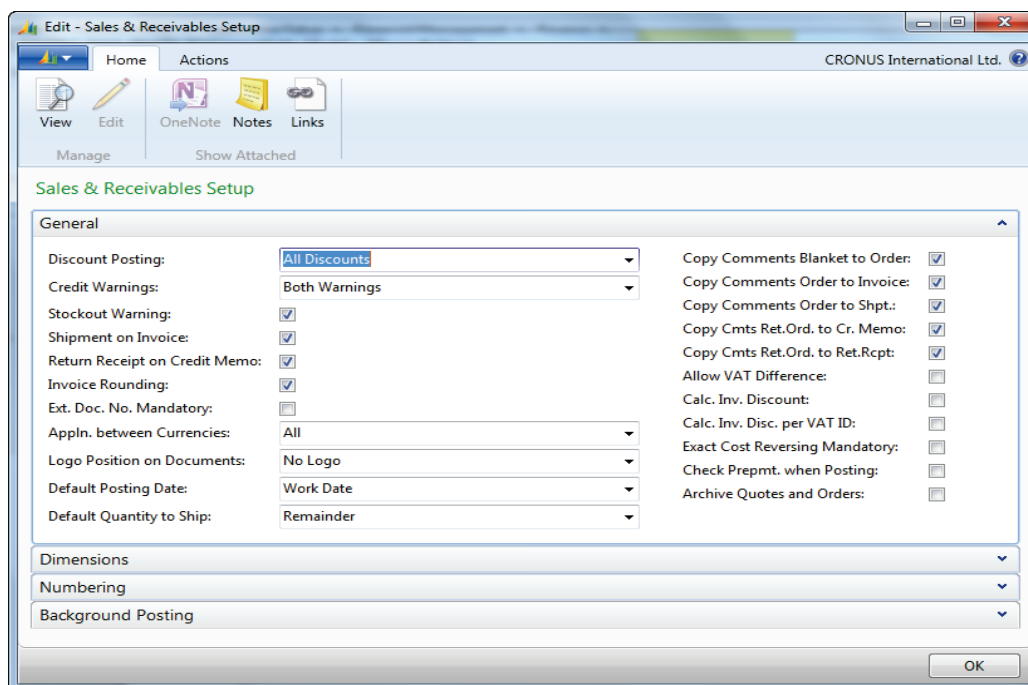 Edit - Sales & Receivables Setup
Home
Actions
CRONUS International Ltd.
View
Edit
OneNote
Notes
Links
Manage
Show Attached
Sales & Receivables Setup
General
Discount Posting: All Discounts
Credit Warnings: Both Warnings
Stockout Warning:
Shipment on Invoice:
Return Receipt on Credit Memo:
Invoice Rounding:
Ext. Doc. No. Mandatory:
Appln. between Currencies: All
Logo Position on Documents: No Logo
Default Posting Date: Work Date
Default Quantity to Ship: Remainder
Copy Comments Blanket to Order:
Copy Comments Order to Invoice:
Copy Comments Order to Shpt.:
Copy Cmts Ret.Ord. to Cr. Memo:
Copy Cmts Ret.Ord. to Ret.Rcpt:
Allow VAT Difference:
Calc. Inv. Discount:
Calc. Inv. Disc. per VAT ID:
Exact Cost Reversing Mandatory:
Check Prepmt. when Posting:
Archive Quotes and Orders:
Dimensions
Numbering
Background Posting
OK